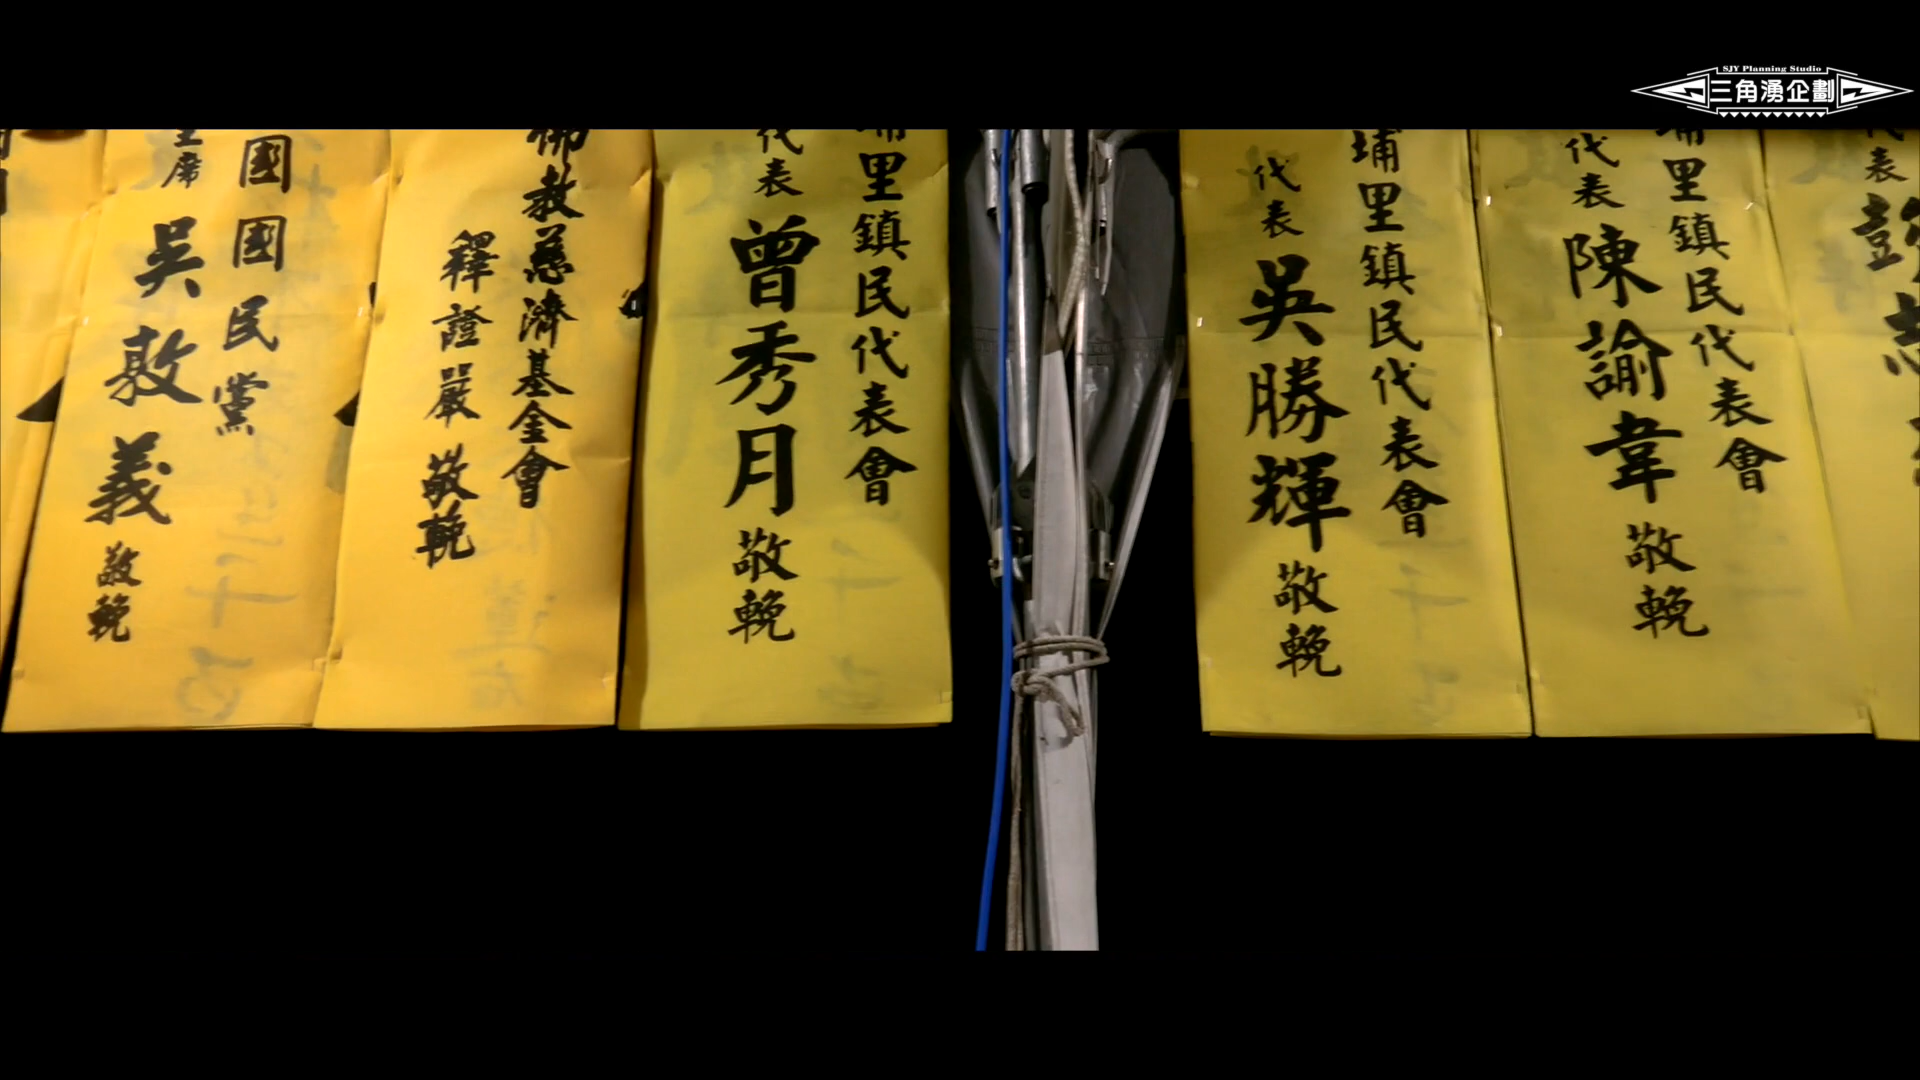 SJY Planning Studio
三角湧企劃
代表
埔里鎮民代表會
代表 陳諭韋 敬輓
埔里鎮民代表會
代表 吳勝輝 敬輓
埔里鎮民代表會
代表 曾秀月 敬輓
佛教慈濟基金會
釋證嚴 敬輓
國國民黨
主席 吳敦義 敬輓